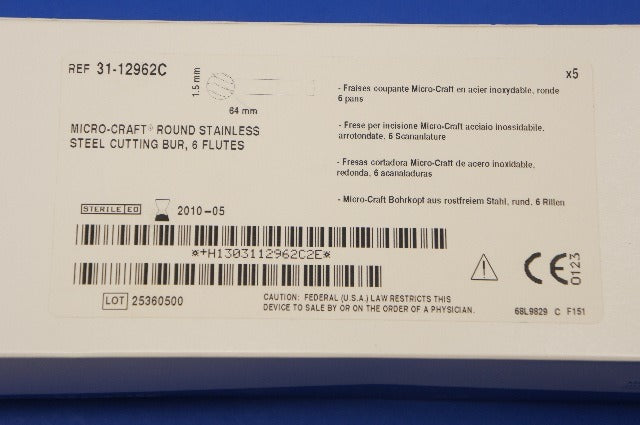 REF 31-12962C
1.5 mm
64 mm
x5
MICRO-CRAFT® ROUND STAINLESS
STEEL CUTTING BUR, 6 FLUTES
- Fraises coupante Micro-Craft en acier inoxydable, ronde
6 pans
- Frese per incisione Micro-Craft acciaio inossidabile,
arrotondate, 6 Scananlature
- Fresas cortadora Micro-Craft de acero inoxidable,
redonda, 6 acanaladuras
- Micro-Craft Bohrkopf aus rostfreiem Stahl, rund, 6 Rillen
STERILE EO 2010-05
*+H1303112962C2E*
CE 0123
LOT 25360500
CAUTION: FEDERAL (U.S.A.) LAW RESTRICTS THIS
DEVICE TO SALE BY OR ON THE ORDER OF A PHYSICIAN.
68L9829 C F151